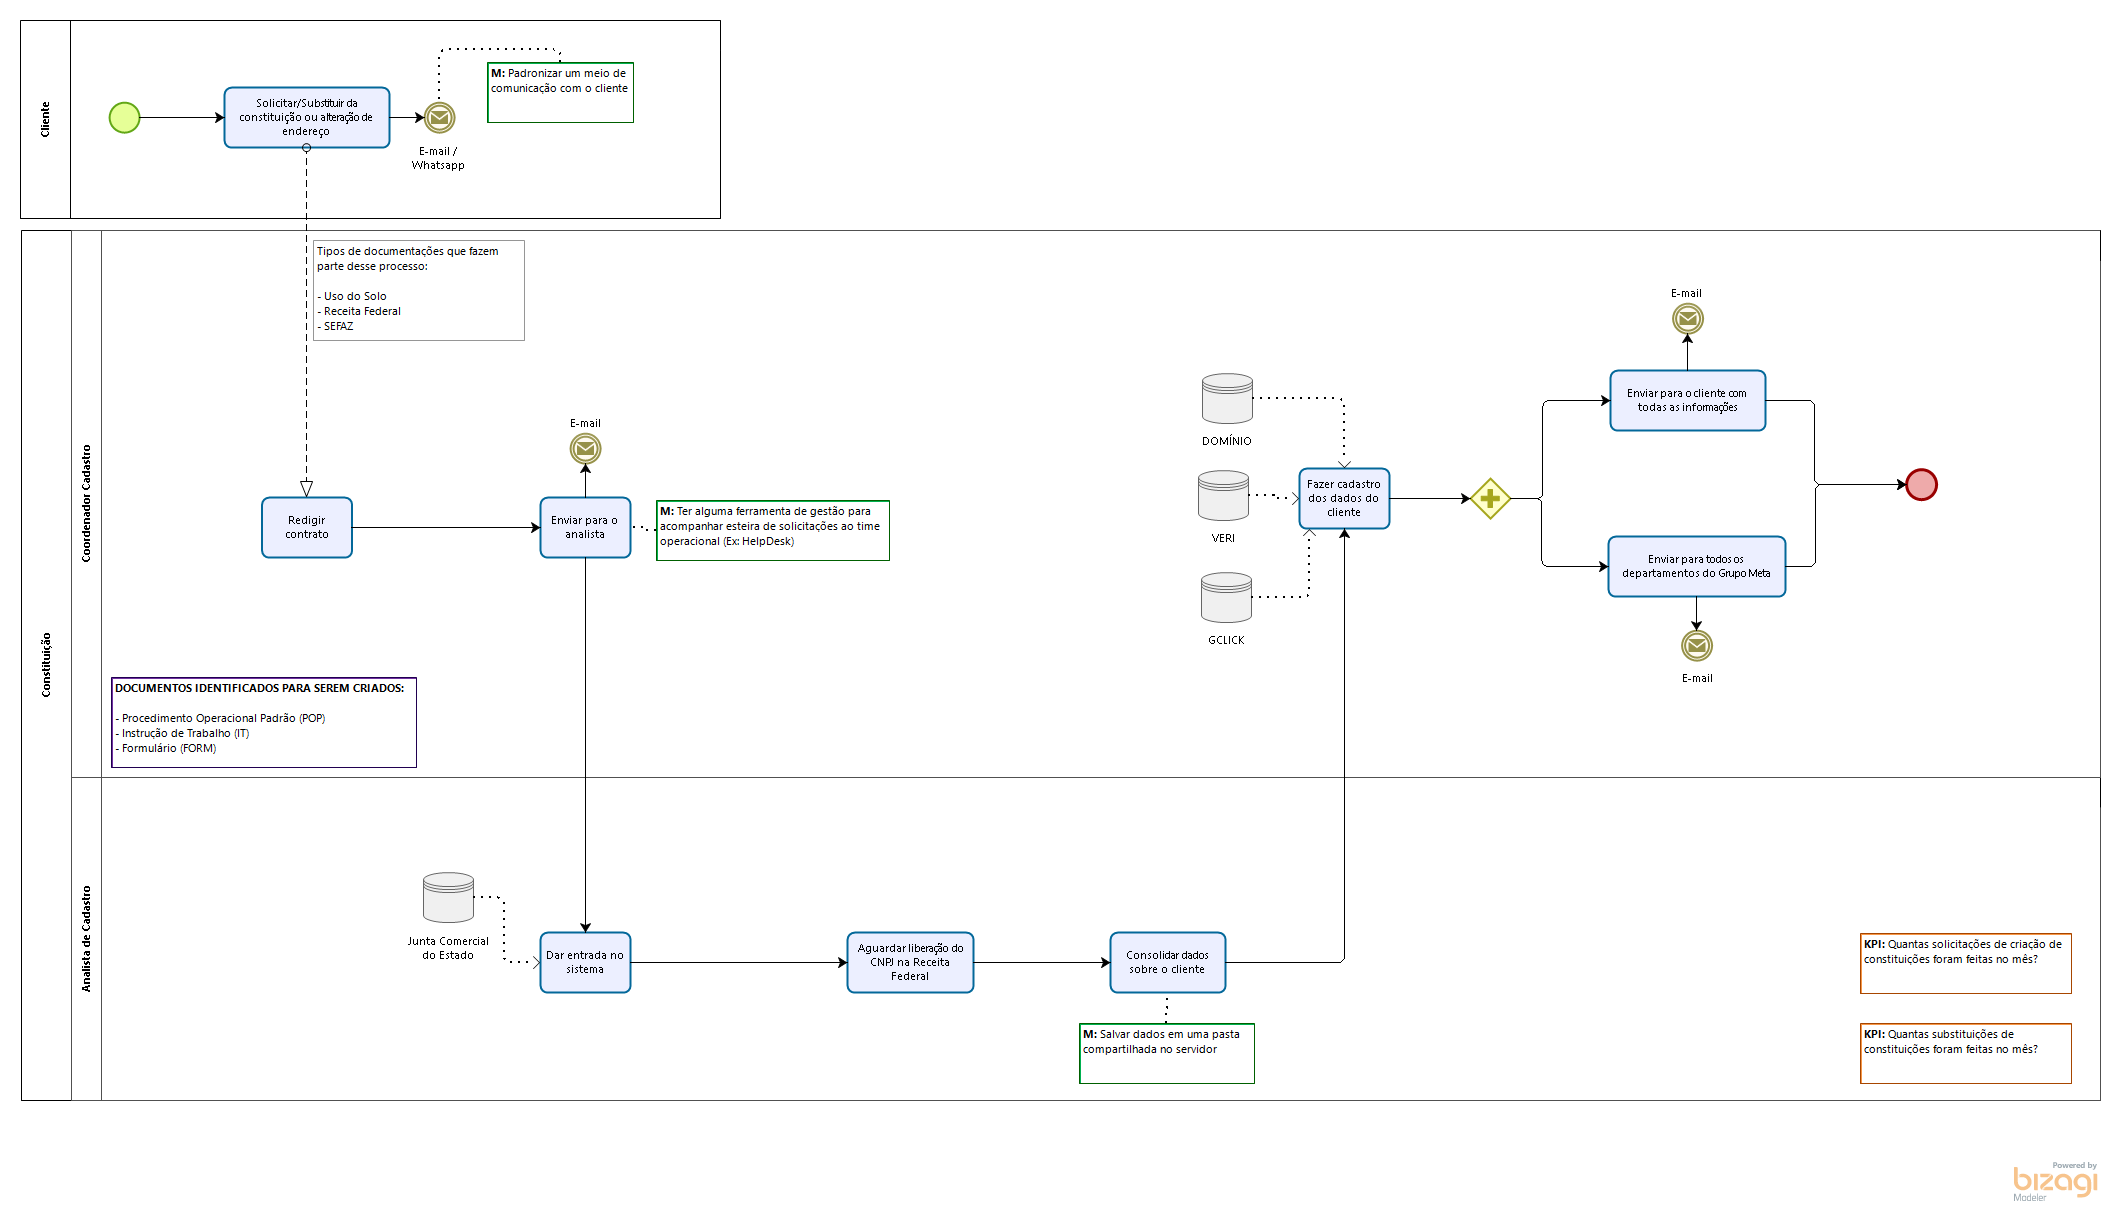 Cliente
Solicitar/Substituir da
constituição ou alteração de
endereço
E-mail /
Whatsapp
M: Padronizar um meio de
comunicação com o cliente
Constituição
Coordenador Cadastro
Tipos de documentações que fazem
parte desse processo:
- Uso do Solo
- Receita Federal
- SEFAZ
Redigir
contrato
E-mail
Enviar para o
analista
M: Ter alguma ferramenta de gestão para
acompanhar esteira de solicitações ao time
operacional (Ex: HelpDesk)
DOMÍNIO
VERI
GCLICK
Fazer cadastro
dos dados do
cliente
E-mail
Enviar para o cliente com
todas as informações
Enviar para todos os
departamentos do Grupo Meta
E-mail
DOCUMENTOS IDENTIFICADOS PARA SEREM CRIADOS:
- Procedimento Operacional Padrão (POP)
- Instrução de Trabalho (IT)
- Formulário (FORM)
Analista de Cadastro
Junta Comercial
do Estado
Dar entrada no
sistema
Aguardar liberação do
CNPJ na Receita
Federal
Consolidar dados
sobre o cliente
M: Salvar dados em uma pasta
compartilhada no servidor
KPI: Quantas solicitações de criação de
constituições foram feitas no mês?
KPI: Quantas substituições de
constituições foram feitas no mês?
Powered by
bizagi
Modeler